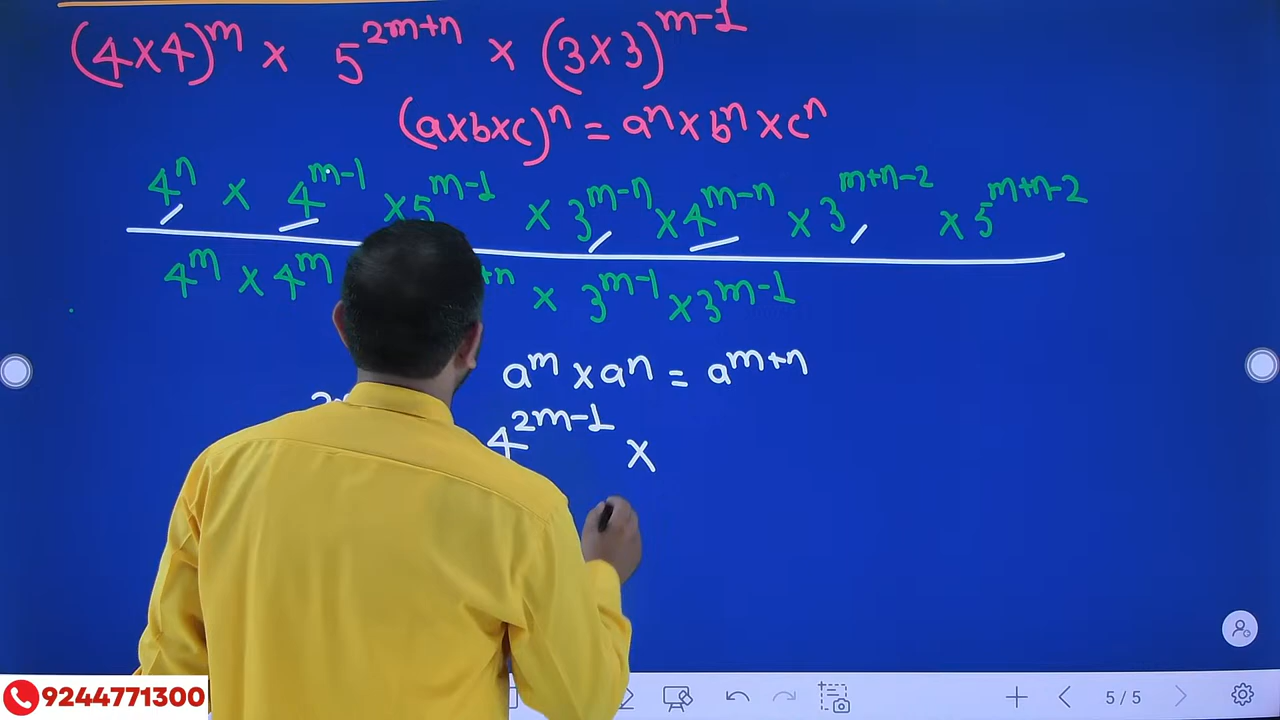 (4×4)^m × 5^{2m+n} × (3×3)^{m-1}
(a×b×c)^n = a^n × b^n × c^n
4^n × 4^{m-1} × 5^{m-1} × 3^{m-n} × 4^{m-n} × 3^{m+n-2} × 5^{m+n-2}
4^m × 4^m +n × 3^{m-1} × 3^{m-1}
a^m × a^n = a^{m+n}
4^{2m-1} ×
9244771300
5/5